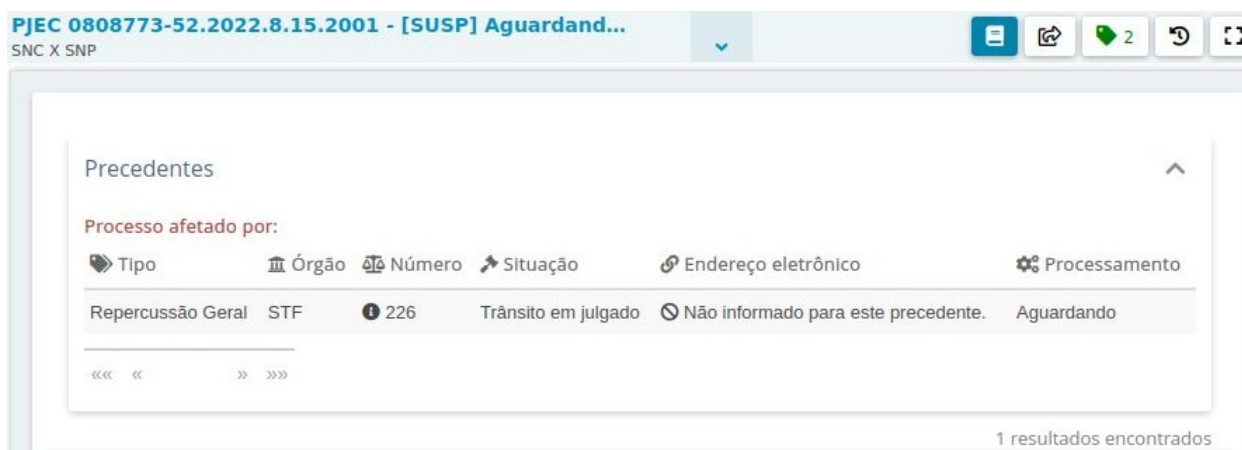 PJEC 0808773-52.2022.8.15.2001 - [SUSP] Aguardand...
SNC X SNP
2
Precedentes
Processo afetado por:
Tipo Órgão Número Situação Endereço eletrônico Processamento
Repercussão Geral STF 226 Trânsito em julgado Não informado para este precedente. Aguardando
«« « » »»
1 resultados encontrados